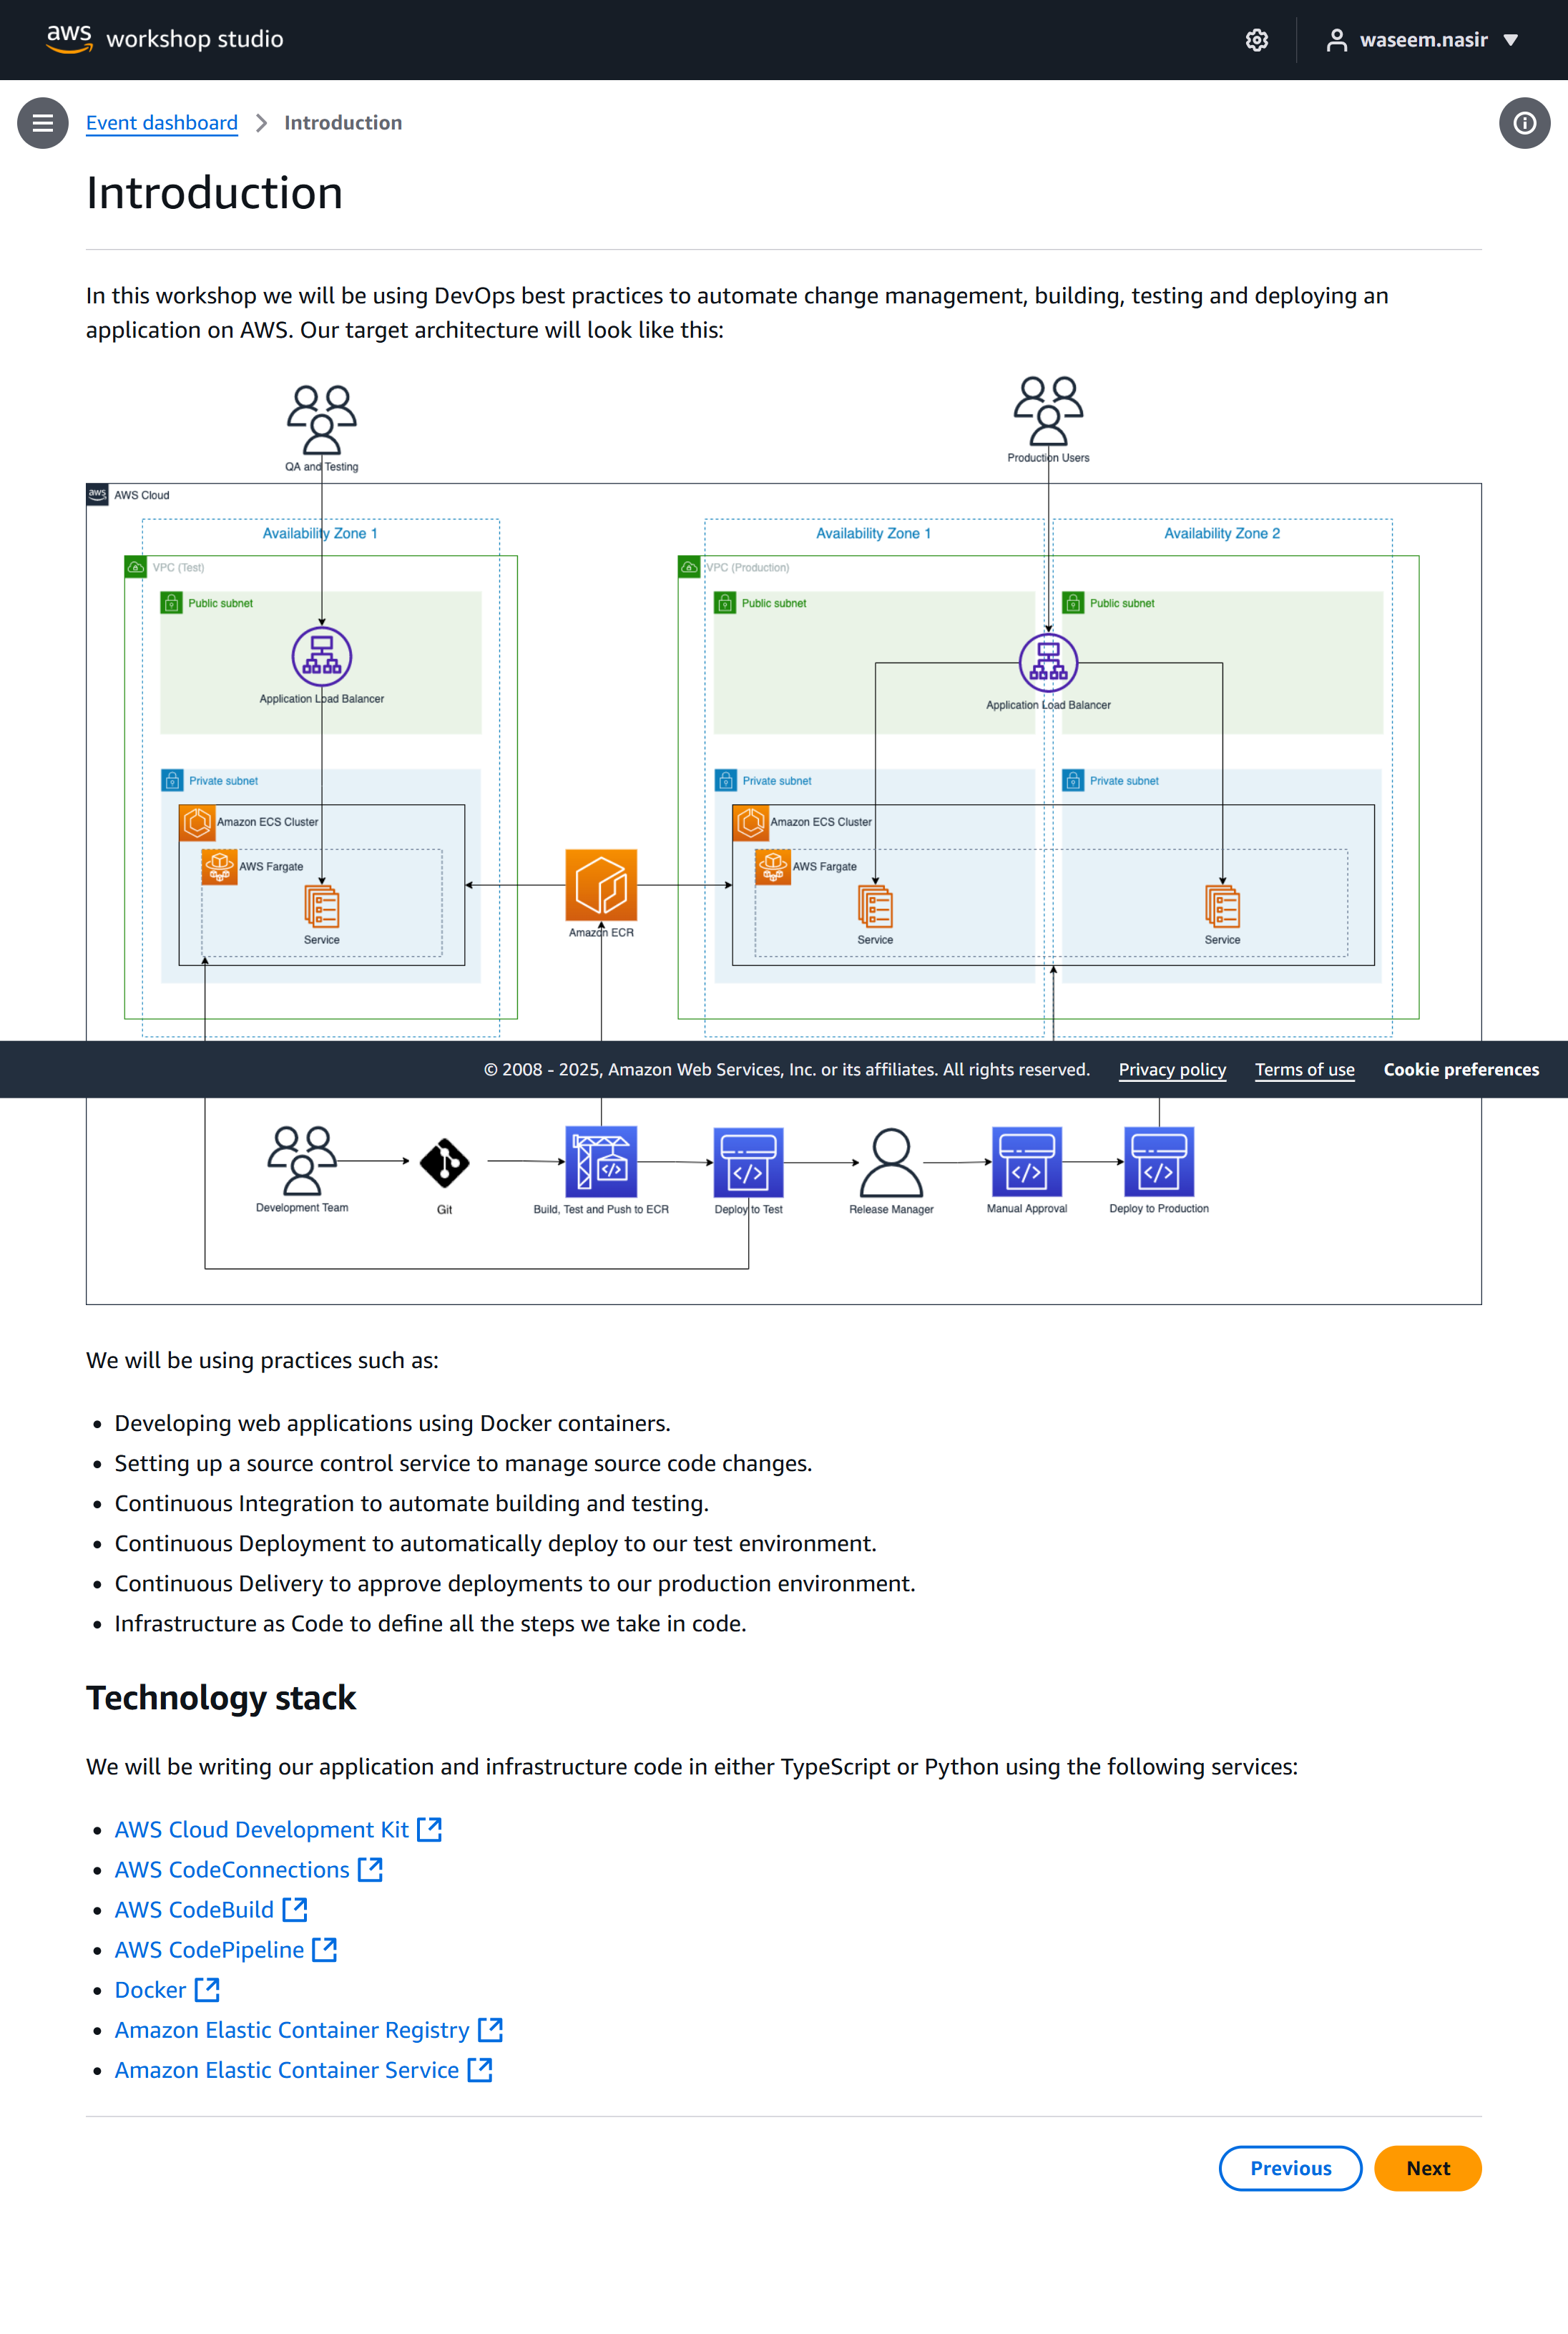 aws workshop studio
waseem.nasir
Event dashboard
Introduction
Introduction
In this workshop we will be using DevOps best practices to automate change management, building, testing and deploying an
application on AWS. Our target architecture will look like this:
QA and Testing
Production Users
aws AWS Cloud
Availability Zone 1
Availability Zone 1
Availability Zone 2
VPC (Test)
VPC (Production)
Public subnet
Public subnet
Public subnet
Application Load Balancer
Application Load Balancer
Private subnet
Private subnet
Private subnet
Amazon ECS Cluster
Amazon ECS Cluster
AWS Fargate
AWS Fargate
Service
Amazon ECR
Service
Service
© 2008 - 2025, Amazon Web Services, Inc. or its affiliates. All rights reserved.
Privacy policy
Terms of use
Cookie preferences
Development Team
Git
Build, Test and Push to ECR
Deploy to Test
Release Manager
Manual Approval
Deploy to Production
We will be using practices such as:
• Developing web applications using Docker containers.
• Setting up a source control service to manage source code changes.
• Continuous Integration to automate building and testing.
• Continuous Deployment to automatically deploy to our test environment.
• Continuous Delivery to approve deployments to our production environment.
• Infrastructure as Code to define all the steps we take in code.
Technology stack
We will be writing our application and infrastructure code in either TypeScript or Python using the following services:
• AWS Cloud Development Kit
• AWS CodeConnections
• AWS CodeBuild
• AWS CodePipeline
• Docker
• Amazon Elastic Container Registry
• Amazon Elastic Container Service
Previous
Next